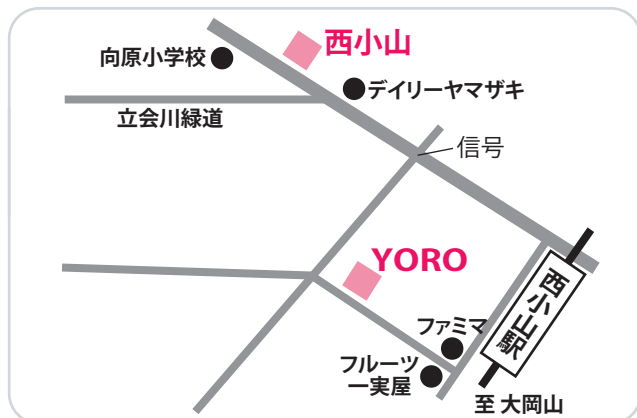 西小山
向原小学校
デイリーヤマザキ
立会川緑道
信号
YORO
西小山駅
ファミマ
フルーツ
一実屋
至 大岡山